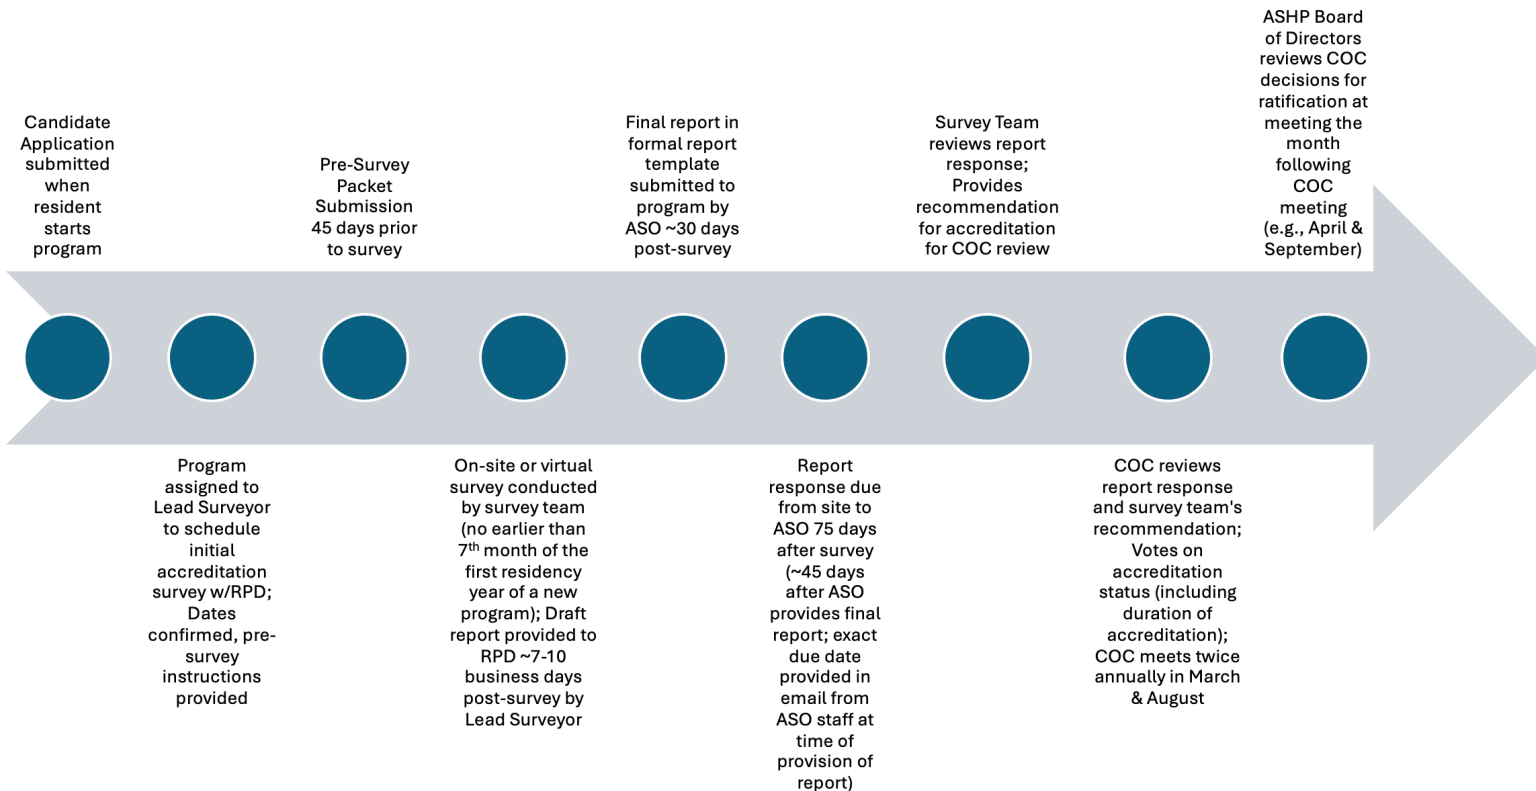 Candidate
Application
submitted
when
resident
starts
program
Program
assigned to
Lead Surveyor
to schedule
initial
accreditation
survey w/RPD;
Dates
confirmed, pre-
survey
instructions
provided
Pre-Survey
Packet
Submission
45 days prior
to survey
On-site or virtual
survey conducted
by survey team
(no earlier than
7th month of the
first residency
year of a new
program); Draft
report provided to
RPD ~7-10
business days
post-survey by
Lead Surveyor
Final report in
formal report
template
submitted to
program by
ASO ~30 days
post-survey
Report
response due
from site to
ASO 75 days
after survey
(~45 days
after ASO
provides final
report; exact
due date
provided in
email from
ASO staff at
time of
provision of
report)
Survey Team
reviews report
response;
Provides
recommendation
for accreditation
for COC review
COC reviews
report response
and survey team's
recommendation;
Votes on
accreditation
status (including
duration of
accreditation);
COC meets twice
annually in March
& August
ASHP Board
of Directors
reviews COC
decisions for
ratification at
meeting the
month
following
COC
meeting
(e.g., April &
September)